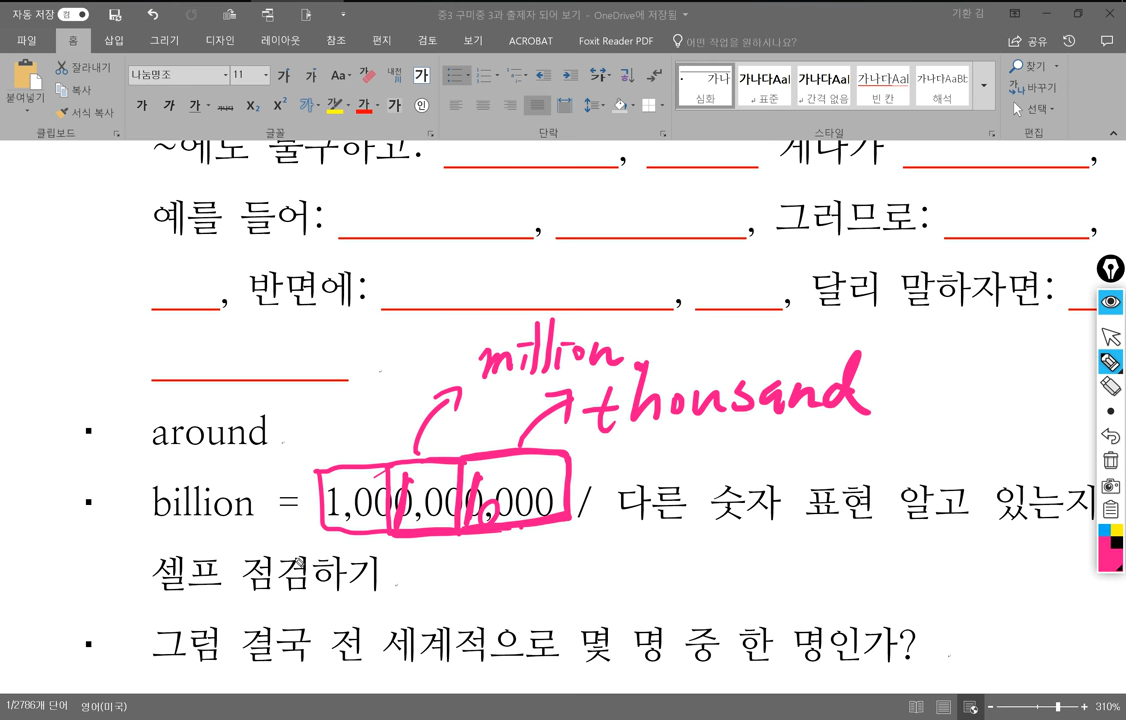 자동 저장 컴
중3 구미중 3과 출제자 되어 보기 - OneDrive에 저장됨
기환 김
파일 홈 삽입 그리기 디자인 레이아웃 참조 편지 검토 보기 ACROBAT Foxit Reader PDF 어떤 작업을 원하시나요? 공유
붙여넣기
잘라내기
복사
서식 복사
나눔명조 11
가나 가나다AaI 가나다AaI 가나다AaI 가나다AaBb
심화 표준 간격 없음 빈 칸 해석
찾기
바꾸기
선택
클립보드 글꼴 단락 스타일 편집
~에도 불구하고: , 게다가 ,
예를 들어: , , 그러므로: ,
, 반면에: , , 달리 말하자면:
million
thousand
around
billion = 1,000,000,000 / 다른 숫자 표현 알고 있는지
셀프 점검하기
그럼 결국 전 세계적으로 몇 명 중 한 명인가?
1/2786개 단어 영어(미국) 310%